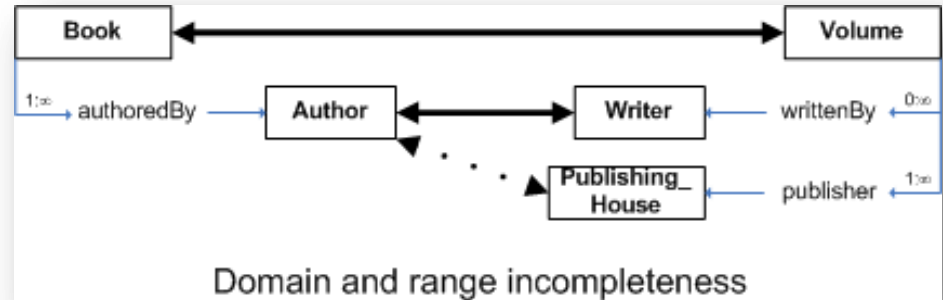 Book
Volume
1:∞
authoredBy
Author
Writer
writtenBy
0:∞
Publishing_
House
publisher
1:∞
Domain and range incompleteness